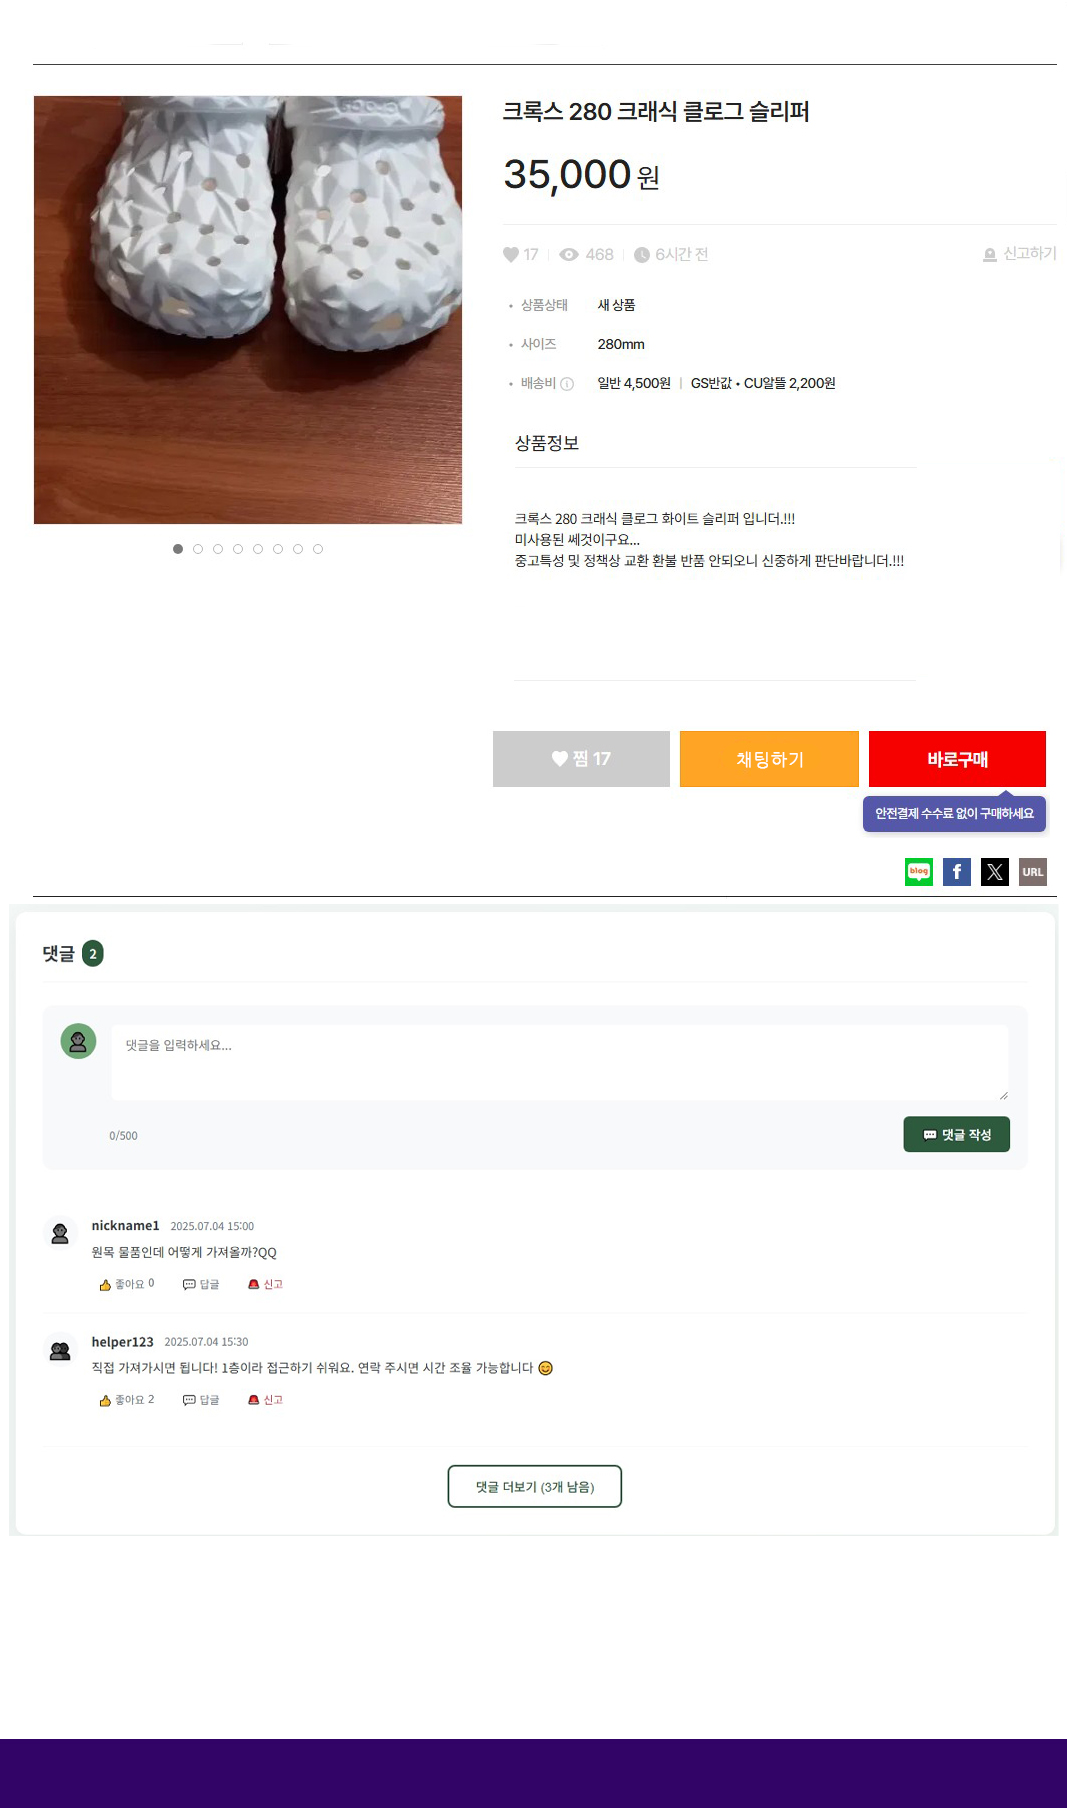 크록스 280 크래식 클로그 슬리퍼
35,000원
17 468 6시간 전 신고하기
• 상품상태 새 상품
• 사이즈 280mm
• 배송비 일반 4,500원 | GS반값 • CU알뜰 2,200원
상품정보
크록스 280 크래식 클로그 화이트 슬리퍼 입니더.!!!
미사용된 쎄것이구요...
중고특성 및 정책상 교환 환불 반품 안되오니 신중하게 판단바랍니더.!!!
찜 17 채팅하기 바로구매
안전결제 수수료 없이 구매하세요
blog f X URL
댓글 2
댓글을 입력하세요...
0/500 댓글 작성
nickname1 2025.07.04 15:00
원목 물품인데 어떻게 가져올까?QQ
좋아요 0 답글 신고
helper123 2025.07.04 15:30
직접 가져가시면 됩니다! 1층이라 접근하기 쉬워요. 연락 주시면 시간 조율 가능합니다 😊
좋아요 2 답글 신고
댓글 더보기 (3개 남음)